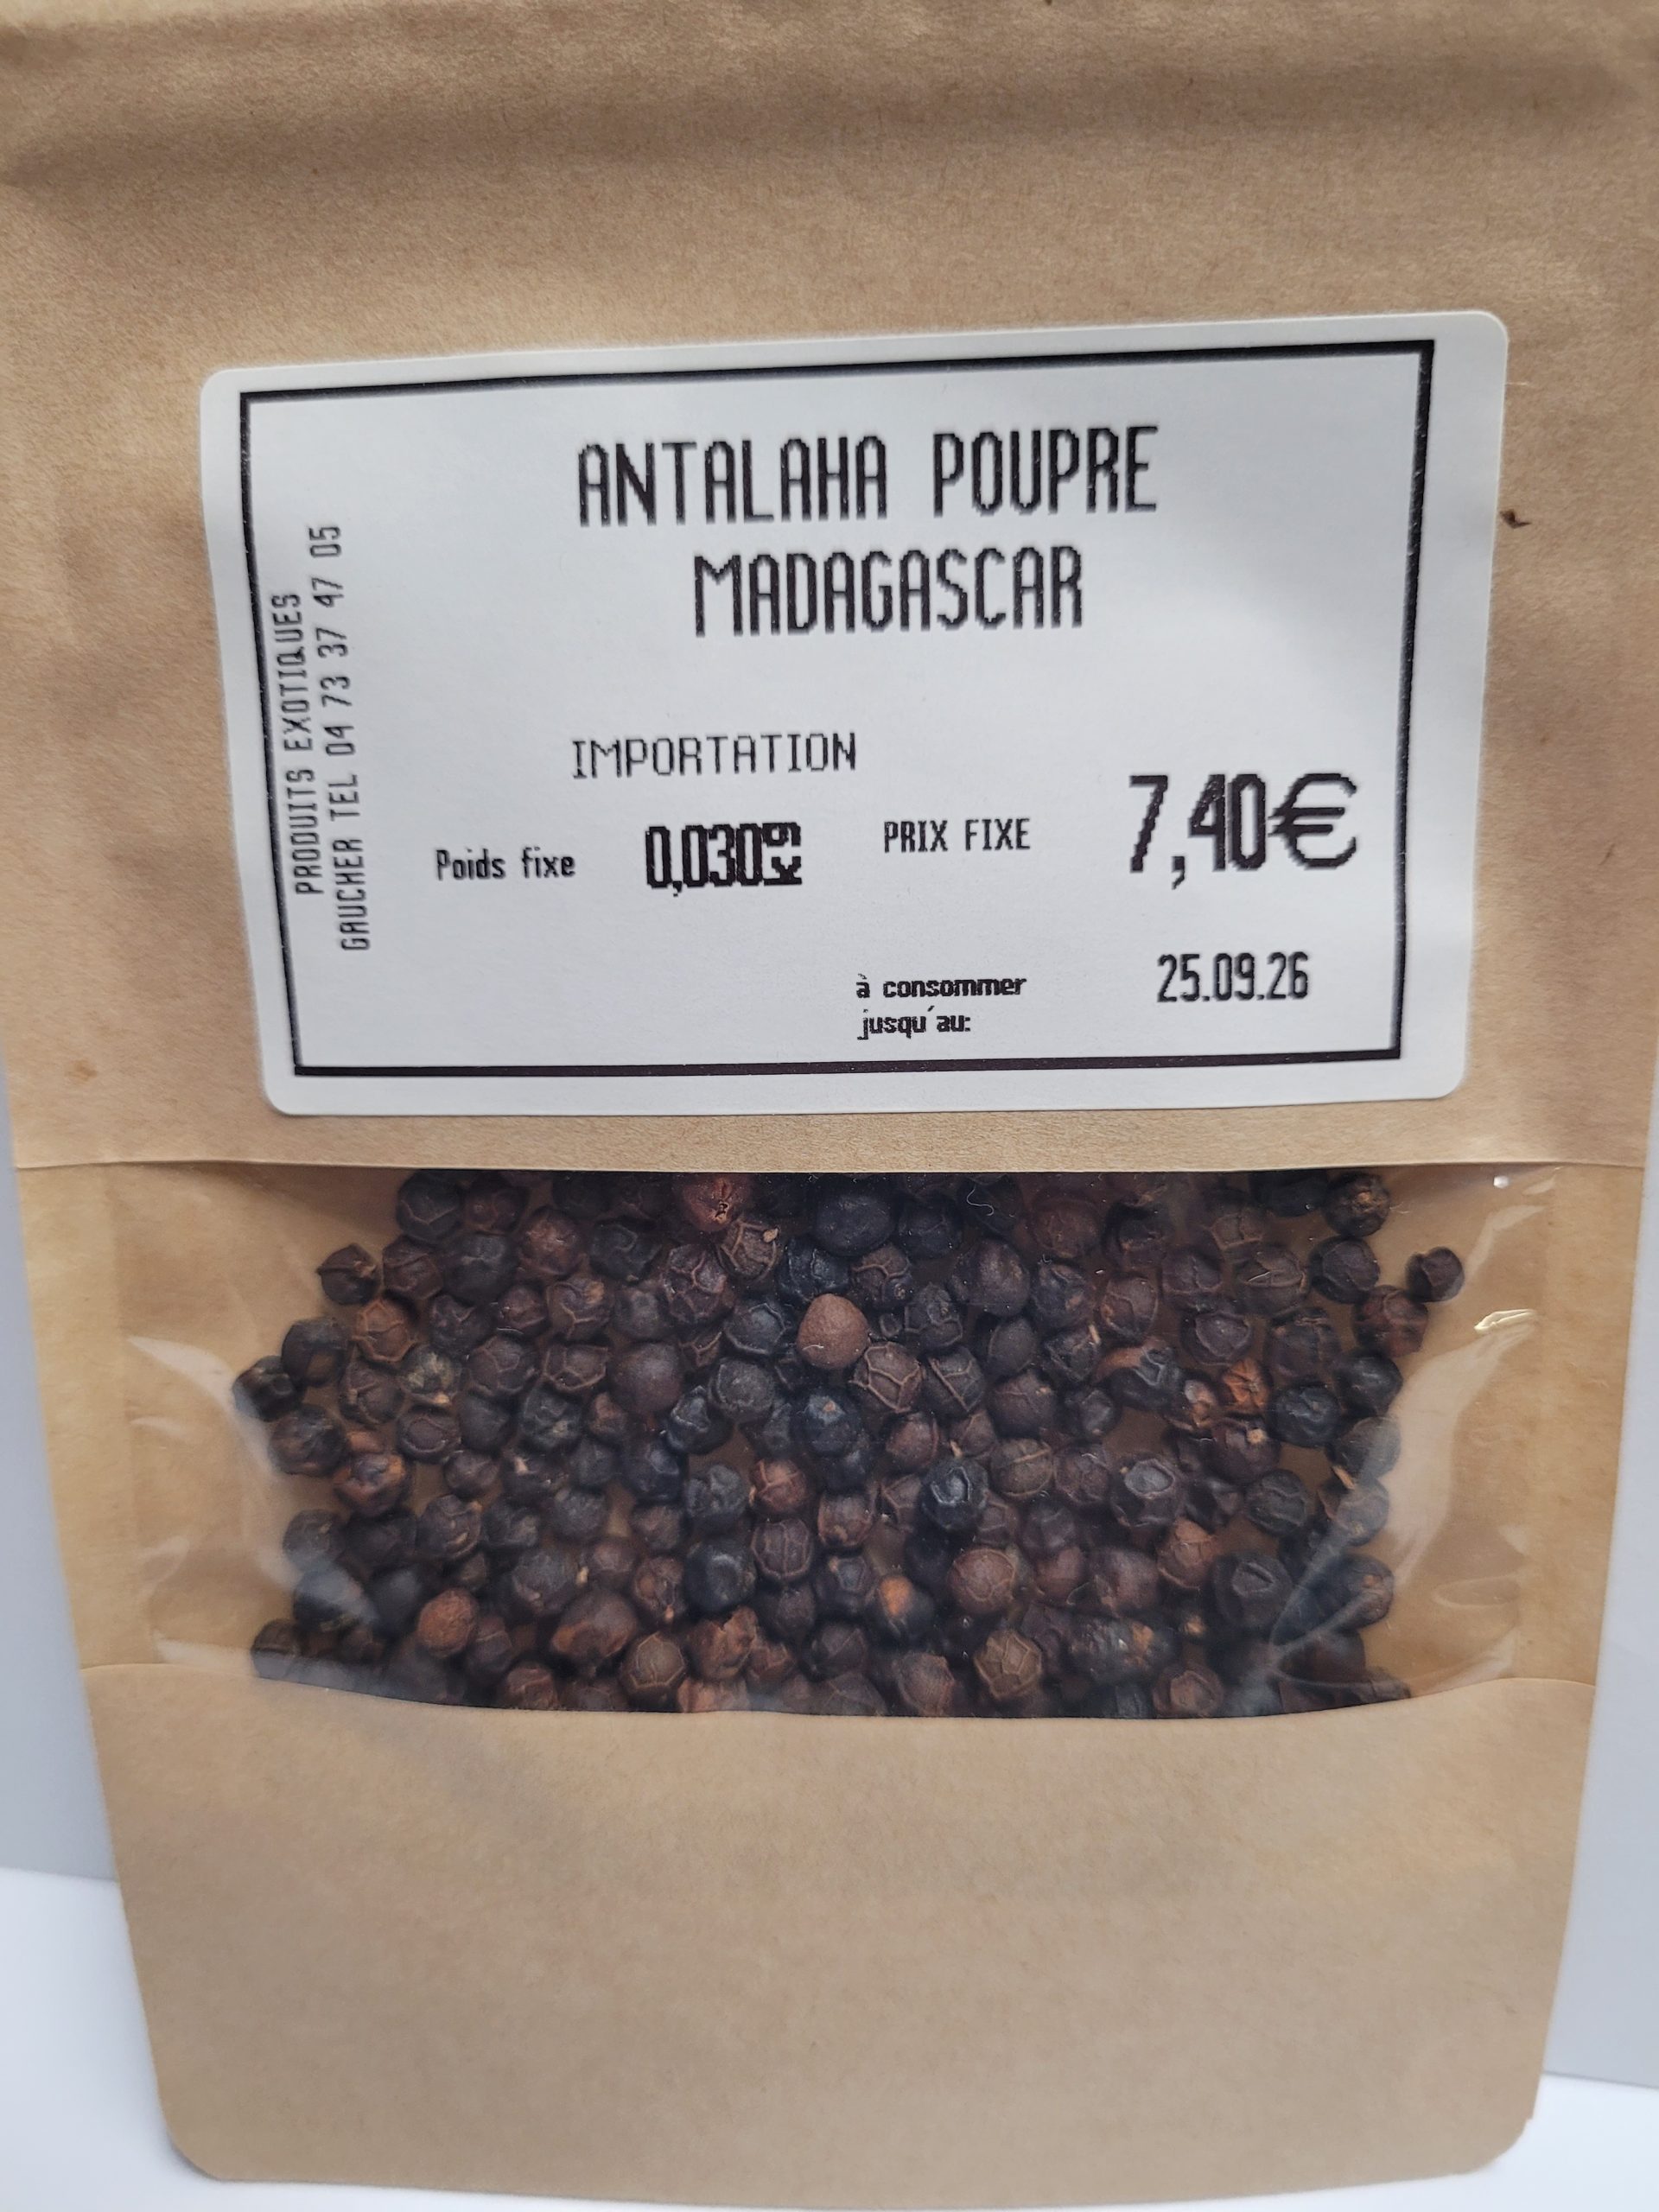 ANTALAHA POUPRE
MADAGASCAR
PRODUITS EXOTIQUES
GAUCHER TEL 04 73 37 47 05
IMPORTATION
Poids fixe 0,030kg PRIX FIXE 7,40€
à consommer 25.09.26
jusqu'au: